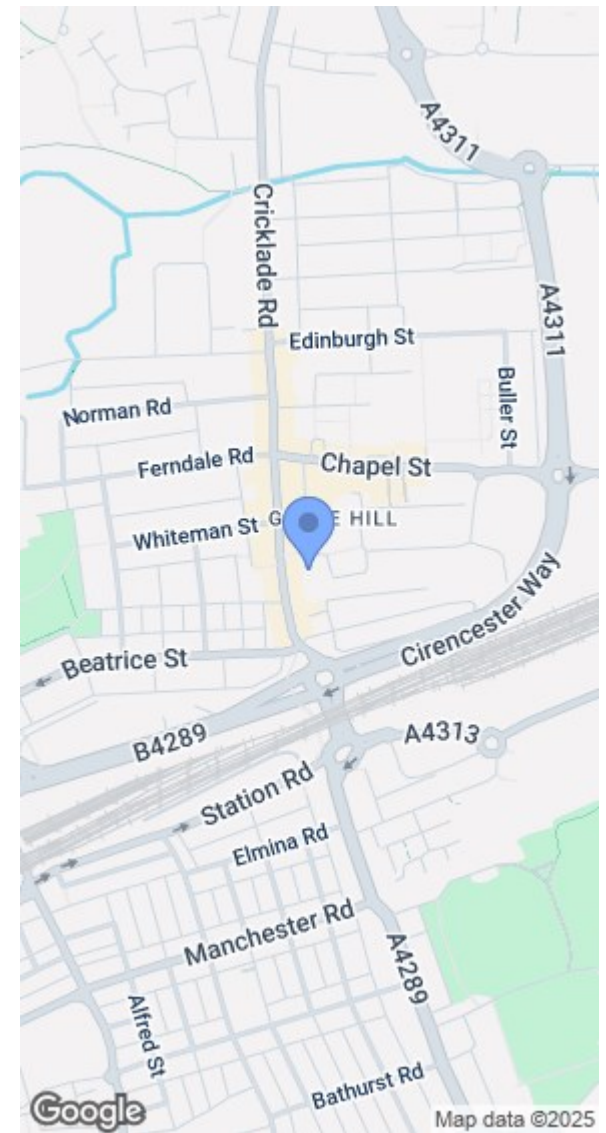 A4311
Cricklade Rd
A4311
Edinburgh St
Buller St
Norman Rd
Ferndale Rd
Chapel St
Whiteman St
G E HILL
Cirencester Way
Beatrice St
B4289
A4313
Station Rd
Elmina Rd
Manchester Rd
A4289
Alfred St
Bathurst Rd
Google
Map data ©2025